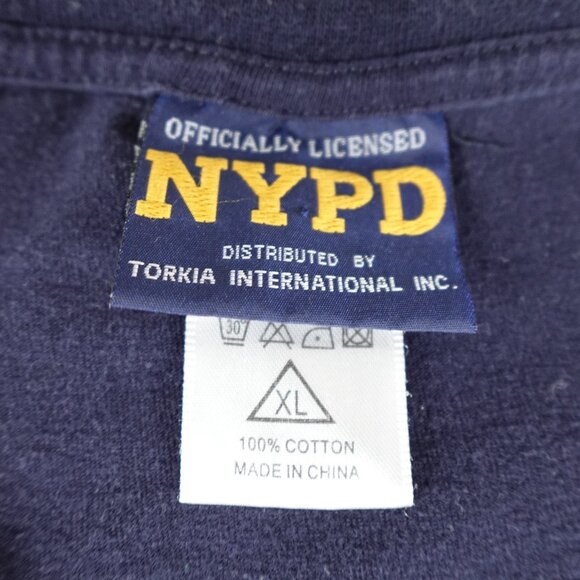 OFFICIALLY LICENSED
NYPD
DISTRIBUTED BY
TORKIA INTERNATIONAL INC.
30
XL
100% COTTON
MADE IN CHINA